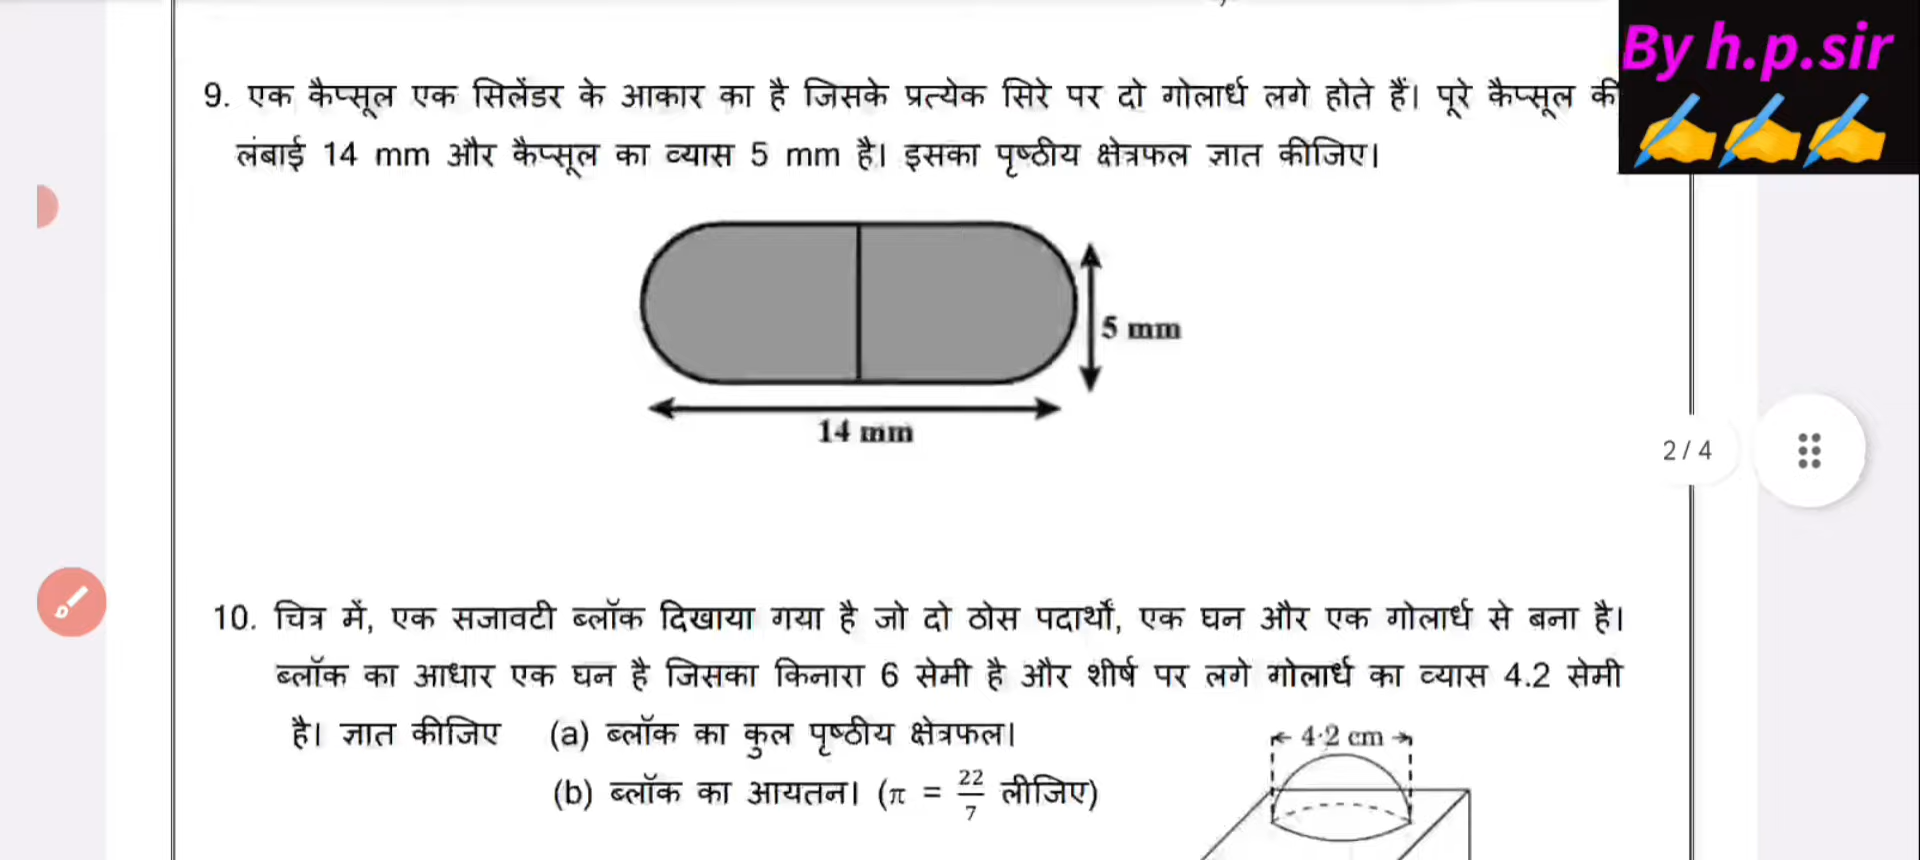 By h.p.sir
9. एक कैप्सूल एक सिलेंडर के आकार का है जिसके प्रत्येक सिरे पर दो गोलार्ध लगे होते हैं। पूरे कैप्सूल की
लंबाई 14 mm और कैप्सूल का व्यास 5 mm है। इसका पृष्ठीय क्षेत्रफल ज्ञात कीजिए।
5 mm
14 mm
2 / 4
10. चित्र में, एक सजावटी ब्लॉक दिखाया गया है जो दो ठोस पदार्थों, एक घन और एक गोलार्ध से बना है।
ब्लॉक का आधार एक घन है जिसका किनारा 6 सेमी है और शीर्ष पर लगे गोलार्ध का व्यास 4.2 सेमी
है। ज्ञात कीजिए (a) ब्लॉक का कुल पृष्ठीय क्षेत्रफल।
4·2 cm
(b) ब्लॉक का आयतन। (π = 22/7 लीजिए)